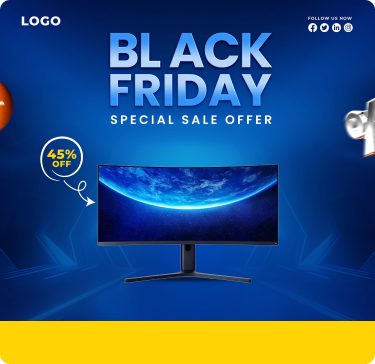 LOGO
FOLLOW US NOW
BLACK
FRIDAY
SPECIAL SALE OFFER
45%
OFF